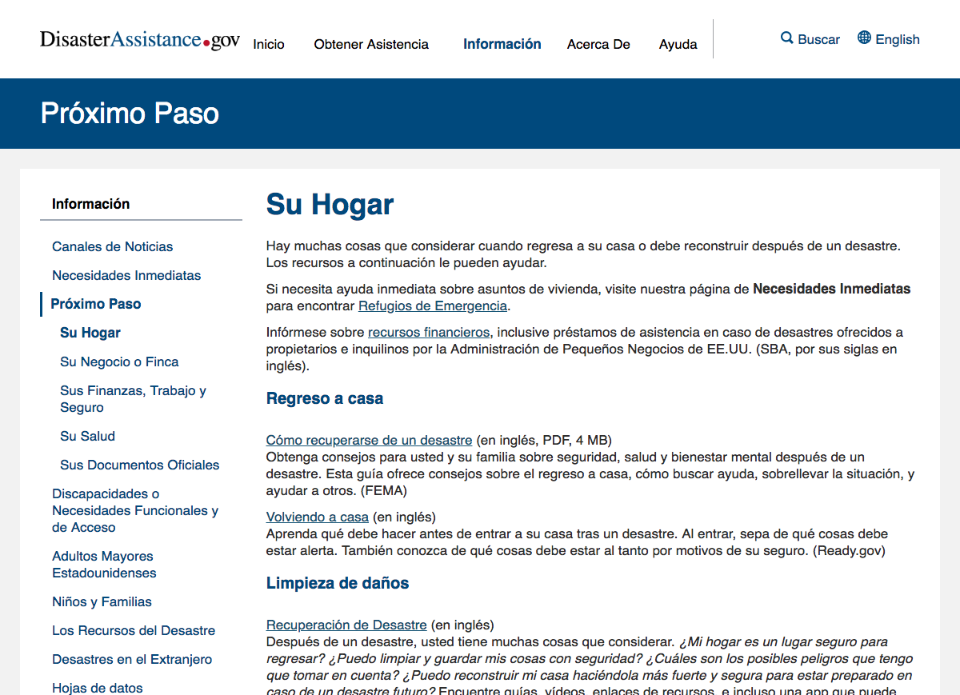 DisasterAssistance.gov
Inicio
Obtener Asistencia
Información
Acerca De
Ayuda
Buscar
English
Próximo Paso
Información
Canales de Noticias
Necesidades Inmediatas
Próximo Paso
Su Hogar
Su Negocio o Finca
Sus Finanzas, Trabajo y
Seguro
Su Salud
Sus Documentos Oficiales
Discapacidades o
Necesidades Funcionales y
de Acceso
Adultos Mayores
Estadounidenses
Niños y Familias
Los Recursos del Desastre
Desastres en el Extranjero
Hojas de datos
Su Hogar
Hay muchas cosas que considerar cuando regresa a su casa o debe reconstruir después de un desastre.
Los recursos a continuación le pueden ayudar.
Si necesita ayuda inmediata sobre asuntos de vivienda, visite nuestra página de Necesidades Inmediatas
para encontrar Refugios de Emergencia.
Infórmese sobre recursos financieros, inclusive préstamos de asistencia en caso de desastres ofrecidos a
propietarios e inquilinos por la Administración de Pequeños Negocios de EE.UU. (SBA, por sus siglas en
inglés).
Regreso a casa
Cómo recuperarse de un desastre (en inglés, PDF, 4 MB)
Obtenga consejos para usted y su familia sobre seguridad, salud y bienestar mental después de un
desastre. Esta guía ofrece consejos sobre el regreso a casa, cómo buscar ayuda, sobrellevar la situación, y
ayudar a otros. (FEMA)
Volviendo a casa (en inglés)
Aprenda qué debe hacer antes de entrar a su casa tras un desastre. Al entrar, sepa de qué cosas debe
estar alerta. También conozca de qué cosas debe estar al tanto por motivos de su seguro. (Ready.gov)
Limpieza de daños
Recuperación de Desastre (en inglés)
Después de un desastre, usted tiene muchas cosas que considerar. ¿Mi hogar es un lugar seguro para
regresar? ¿Puedo limpiar y guardar mis cosas con seguridad? ¿Cuáles son los posibles peligros que tengo
que tomar en cuenta? ¿Puedo reconstruir mi casa haciéndola más fuerte y segura para estar preparado en
caso de un desastre futuro? Encuentre guías, vídeos, enlaces de recursos, e incluso una app que puede